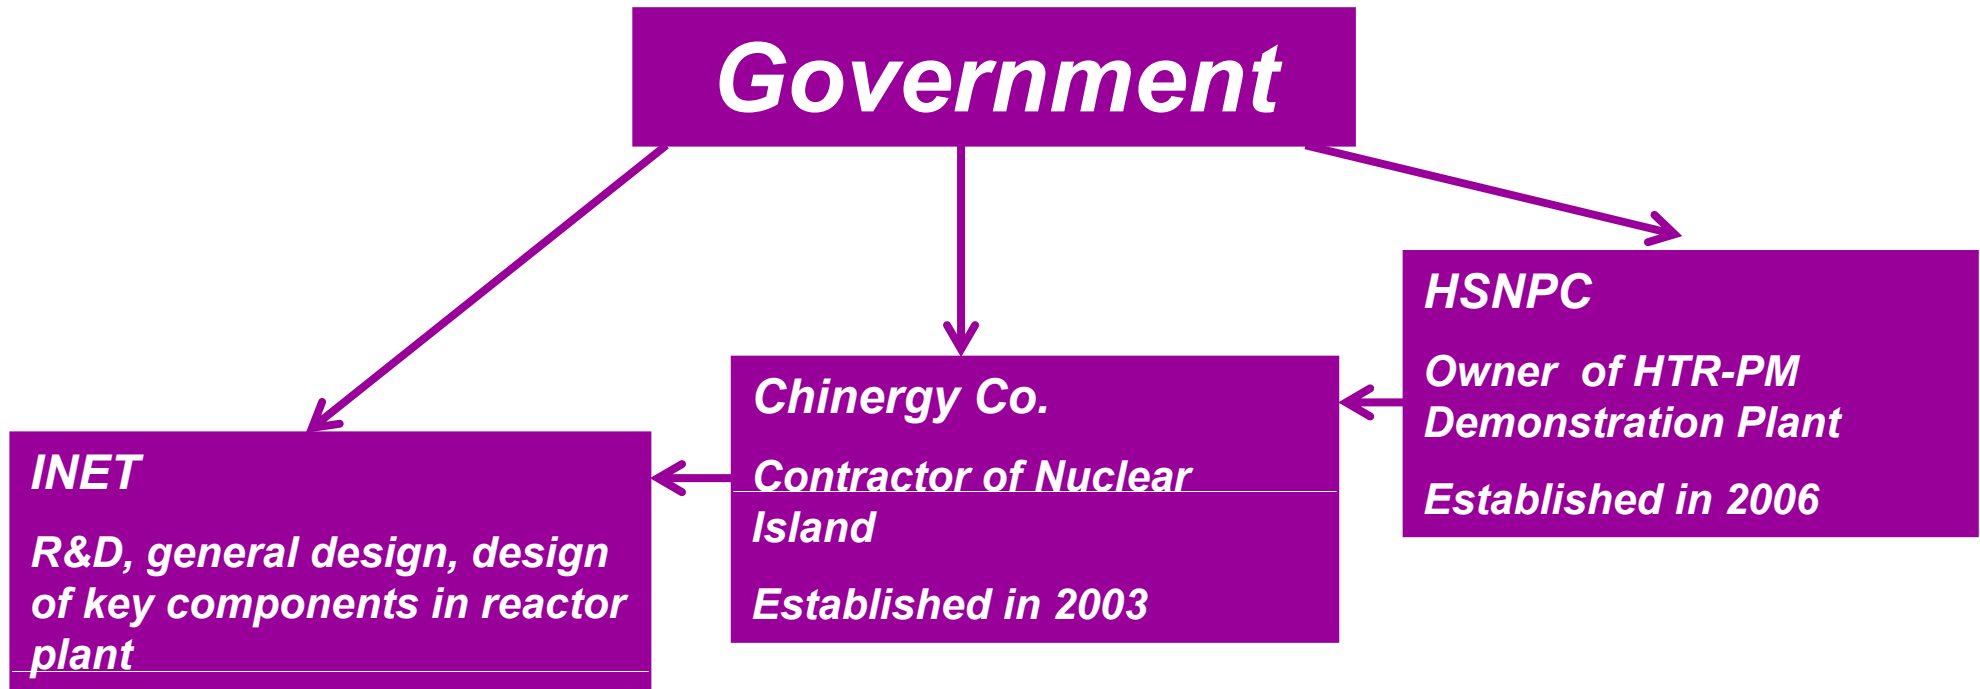 Government
HSNPC
Owner of HTR-PM
Demonstration Plant
Established in 2006
Chinergy Co.
Contractor of Nuclear
Island
Established in 2003
INET
R&D, general design, design
of key components in reactor
plant